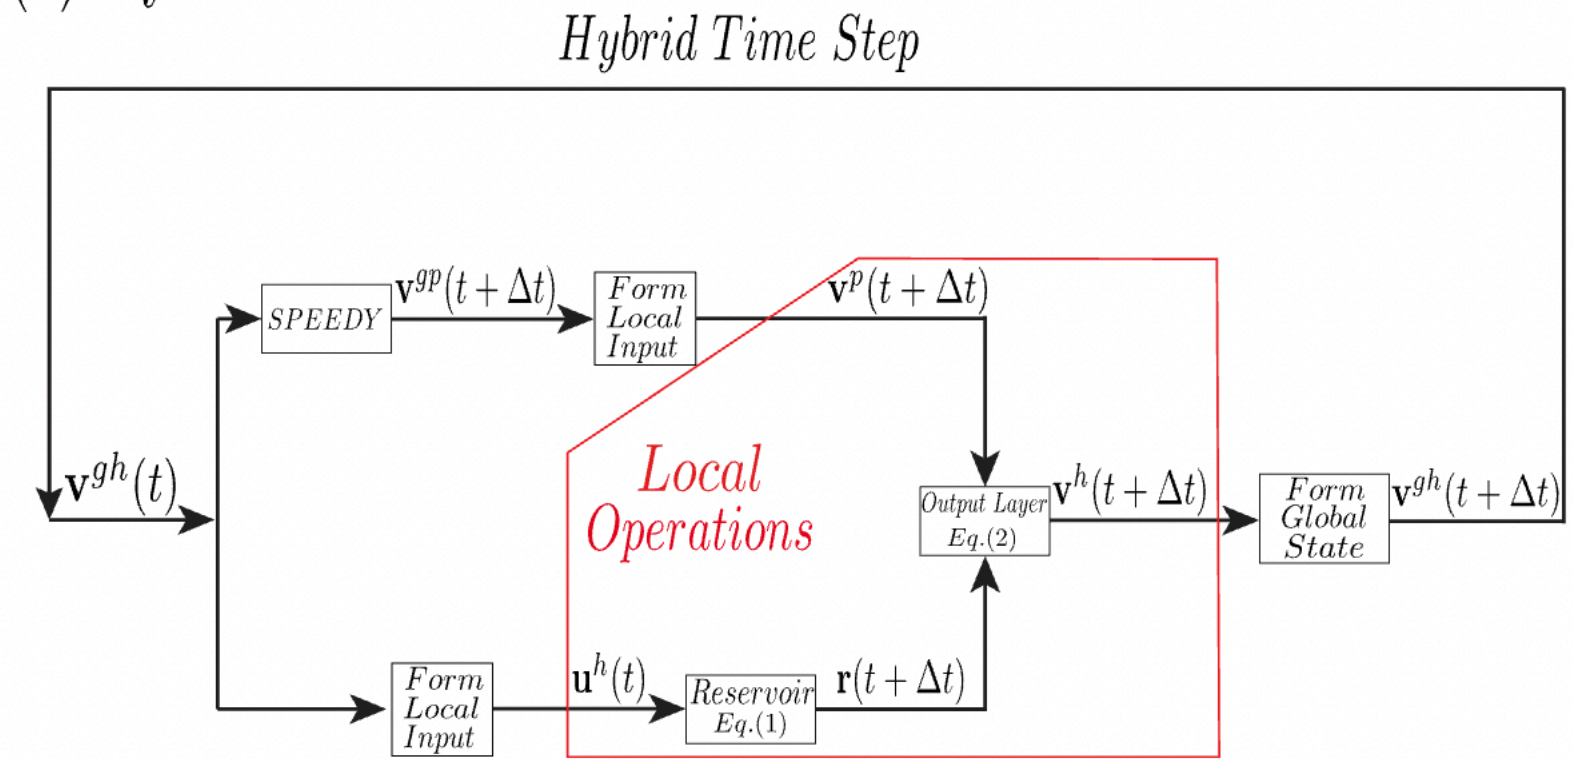 Hybrid Time Step
v^{gp}(t + Δt)
v^p(t + Δt)
SPEEDY
Form
Local
Input
v^{gh}(t)
Local
Operations
Output Layer
Eq.(2)
v^h(t + Δt)
Form
Global
State
v^{gh}(t + Δt)
Form
Local
Input
u^h(t)
Reservoir
Eq.(1)
r(t + Δt)